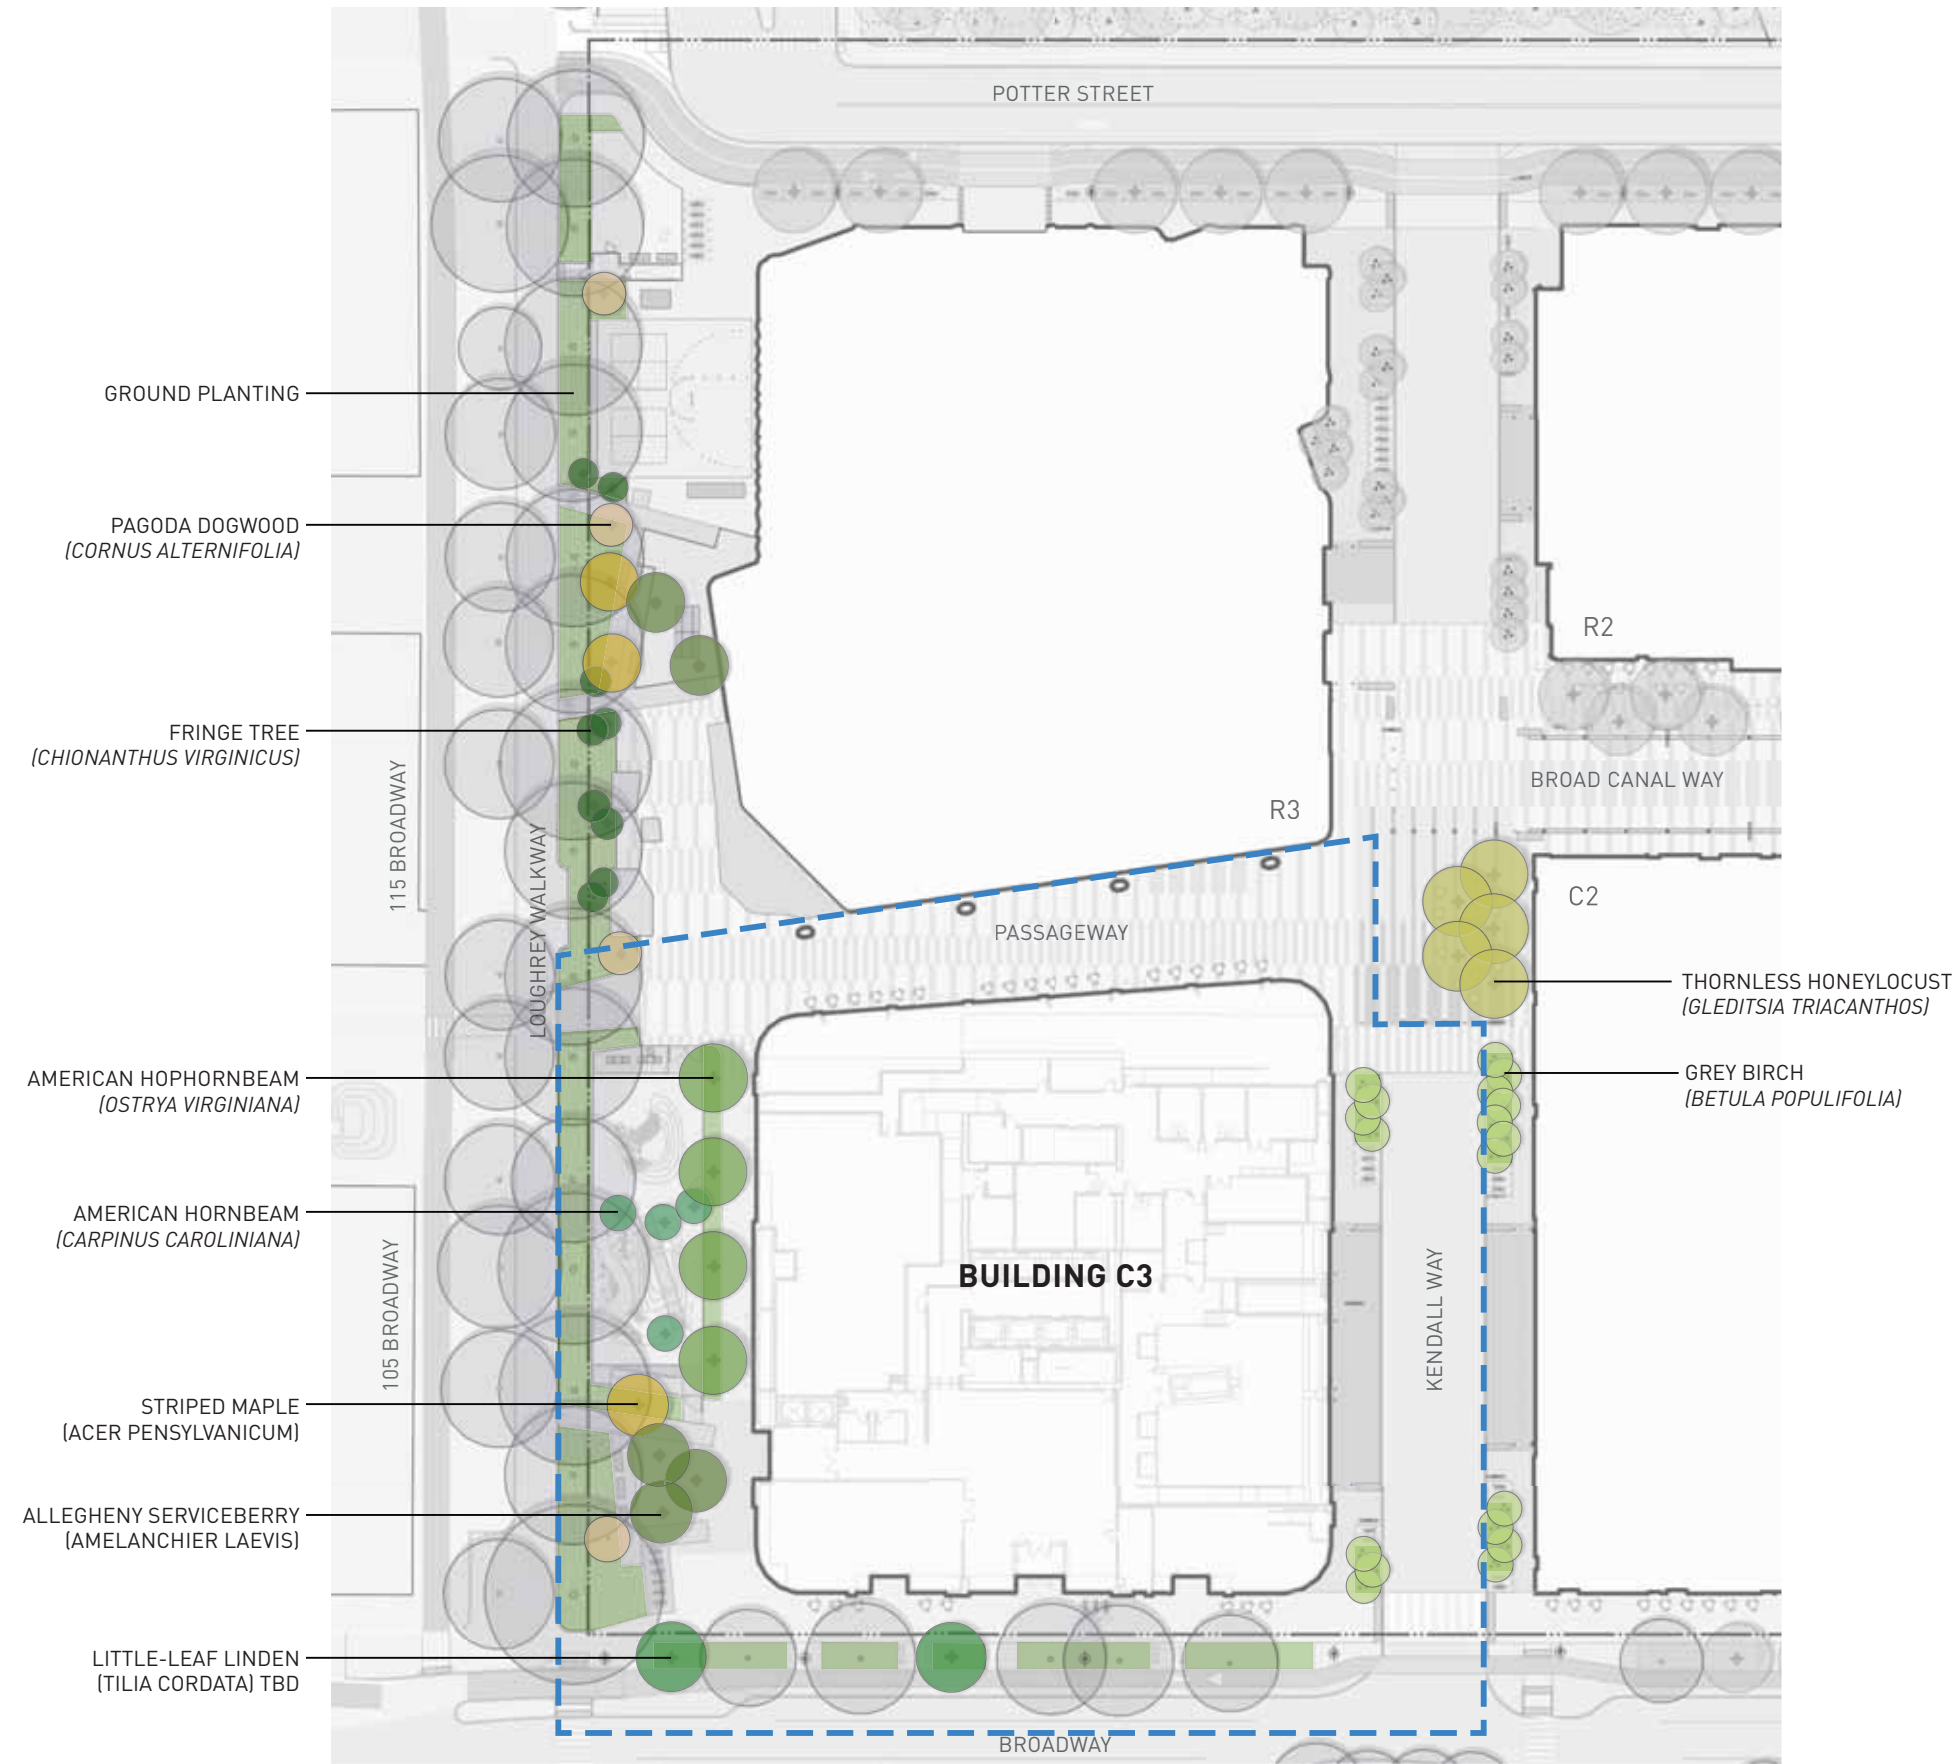 POTTER STREET
GROUND PLANTING
PAGODA DOGWOOD
(CORNUS ALTERNIFOLIA)
R2
FRINGE TREE
(CHIONANTHUS VIRGINICUS)
BROAD CANAL WAY
R3
115 BROADWAY
LOUGHREY WALKWAY
C2
PASSAGEWAY
THORNLESS HONEYLOCUST
(GLEDITSIA TRIACANTHOS)
AMERICAN HOPHORNBEAM
(OSTRYA VIRGINIANA)
GREY BIRCH
(BETULA POPULIFOLIA)
AMERICAN HORNBEAM
(CARPINUS CAROLINIANA)
BUILDING C3
105 BROADWAY
KENDALL WAY
STRIPED MAPLE
(ACER PENSYLVANICUM)
ALLEGHENY SERVICEBERRY
(AMELANCHIER LAEVIS)
LITTLE-LEAF LINDEN
(TILIA CORDATA) TBD
BROADWAY